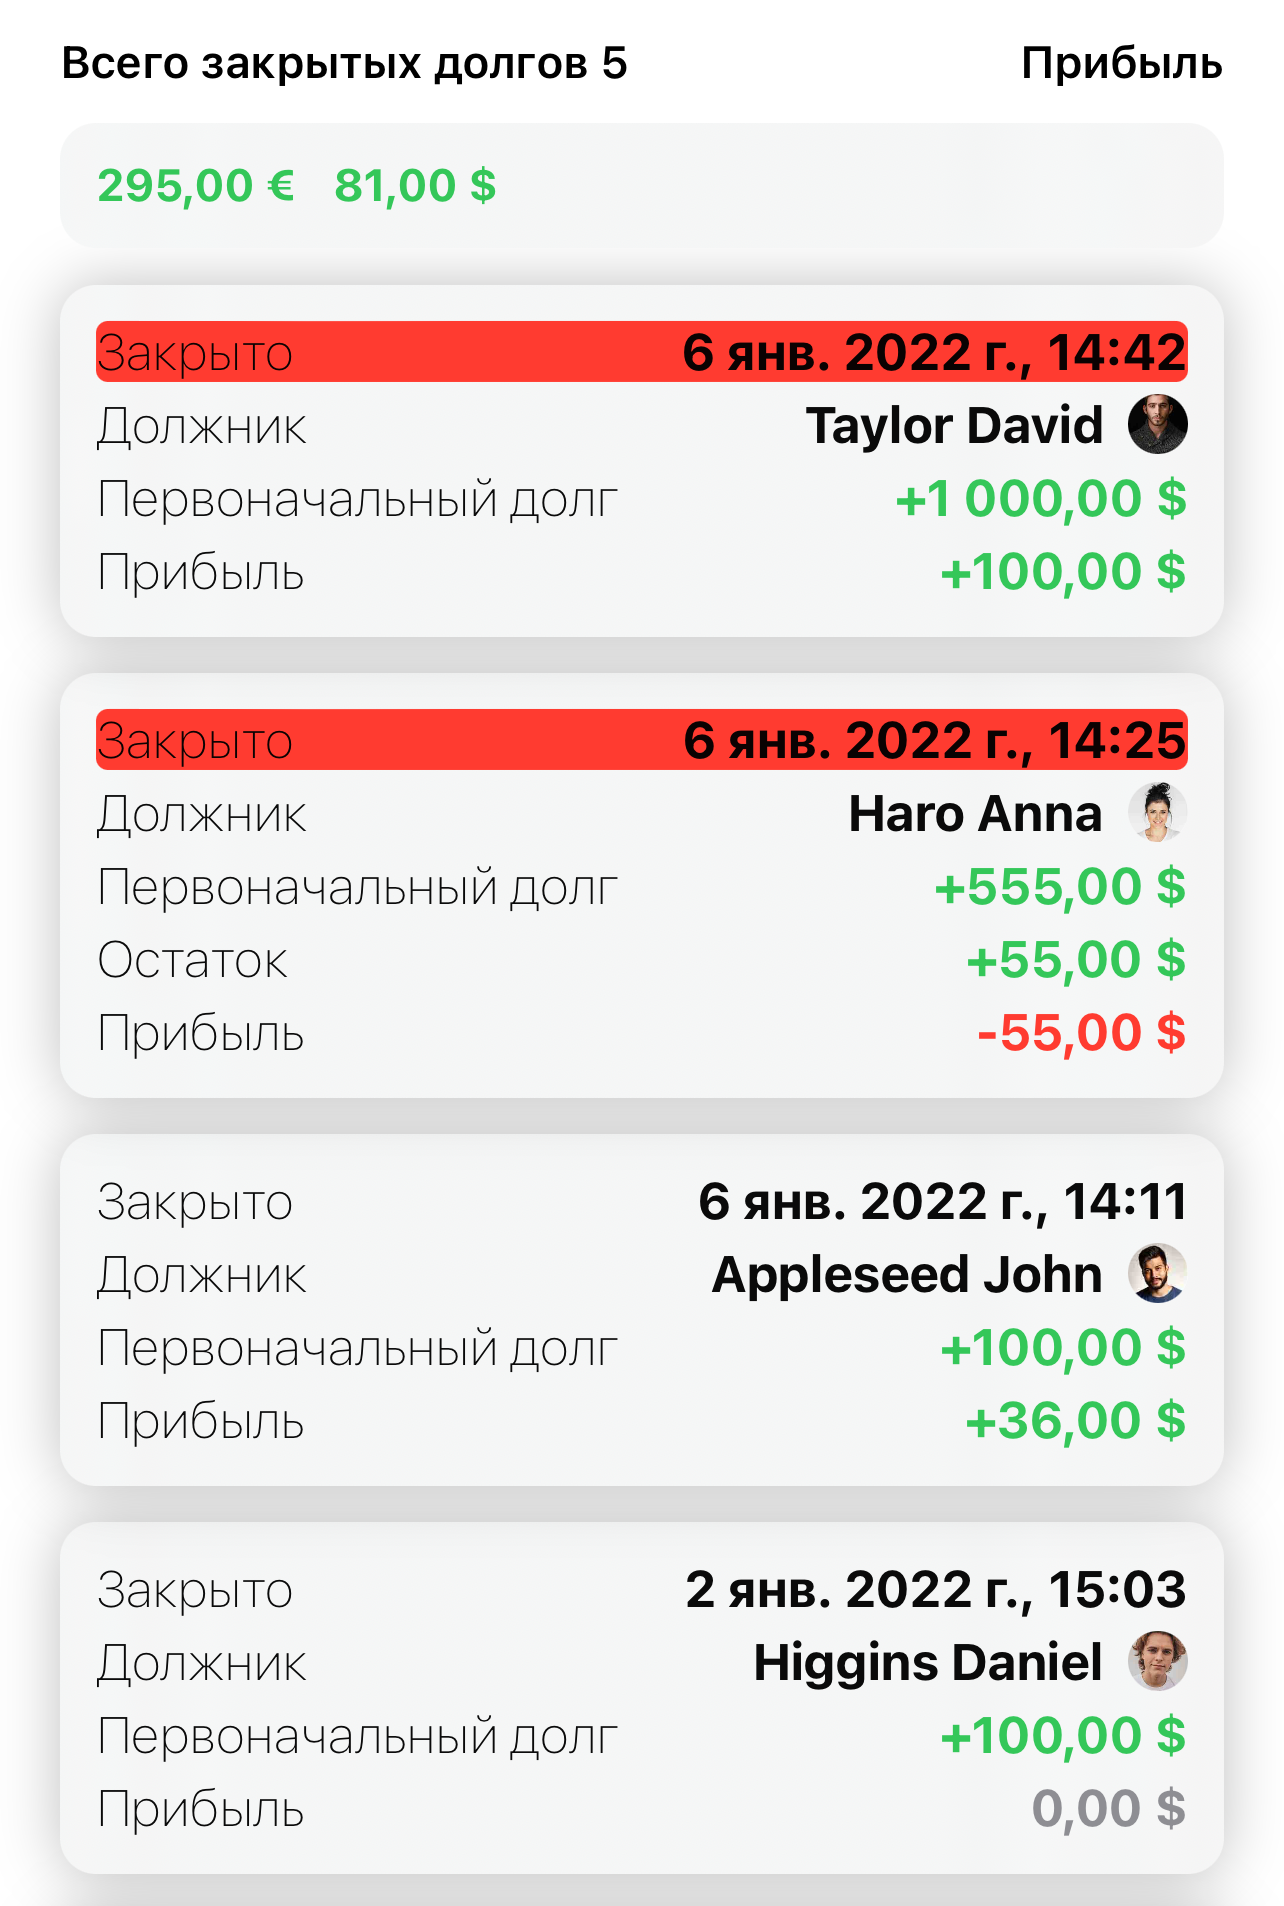 Всего закрытых долгов 5 Прибыль
295,00 € 81,00 $
Закрыто 6 янв. 2022 г., 14:42
Должник Taylor David
Первоначальный долг +1 000,00 $
Прибыль +100,00 $
Закрыто 6 янв. 2022 г., 14:25
Должник Haro Anna
Первоначальный долг +555,00 $
Остаток +55,00 $
Прибыль -55,00 $
Закрыто 6 янв. 2022 г., 14:11
Должник Appleseed John
Первоначальный долг +100,00 $
Прибыль +36,00 $
Закрыто 2 янв. 2022 г., 15:03
Должник Higgins Daniel
Первоначальный долг +100,00 $
Прибыль 0,00 $